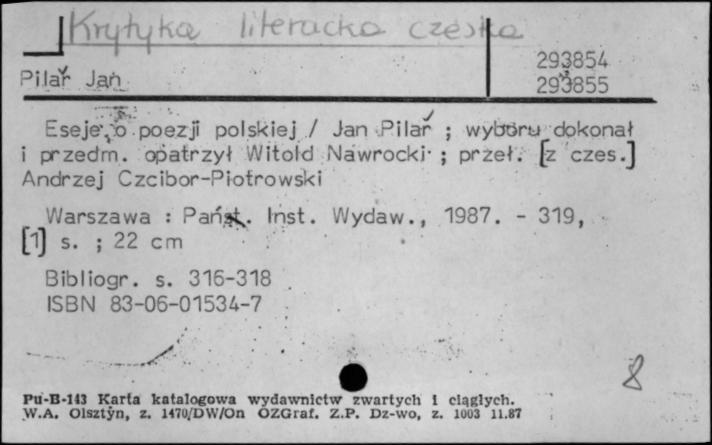 Krytyka literacka czeska
293854
Pilař Jan
293855
Eseje o poezji polskiej / Jan Pilař ; wyboru dokonał
i przedm. opatrzył Witold Nawrocki ; przeł. [z czes.]
Andrzej Czcibor-Piotrowski
Warszawa : Państ. Inst. Wydaw., 1987. - 319,
[1] s. ; 22 cm
Bibliogr. s. 316-318
ISBN 83-06-01534-7
8
Pu-B-143 Karta katalogowa wydawnictw zwartych i ciągłych.
W.A. Olsztyn, z. 1470/DW/On OZGraf. Z.P. Dz-wo, z. 1003 11.87